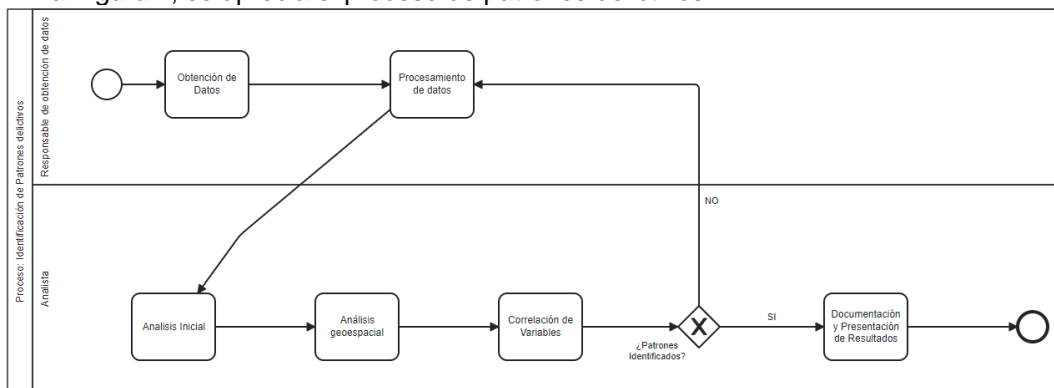 Proceso: Identificación de Patrones delictivos
Responsable de obtención de datos
Obtención de
Datos
Procesamiento
de datos
NO
Analista
Analisis Inicial
Análisis
geoespacial
Correlación de
Variables
¿Patrones
Identificados?
SI
Documentación
y Presentación
de Resultados